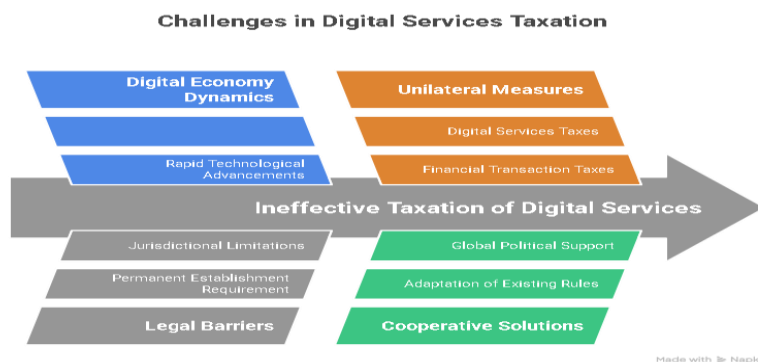 Challenges in Digital Services Taxation
Digital Economy
Dynamics
Unilateral Measures
Digital Services Taxes
Rapid Technological
Advancements
Financial Transaction Taxes
Ineffective Taxation of Digital Services
Jurisdictional Limitations
Global Political Support
Permanent Establishment
Requirement
Adaptation of Existing Rules
Legal Barriers
Cooperative Solutions
Made with